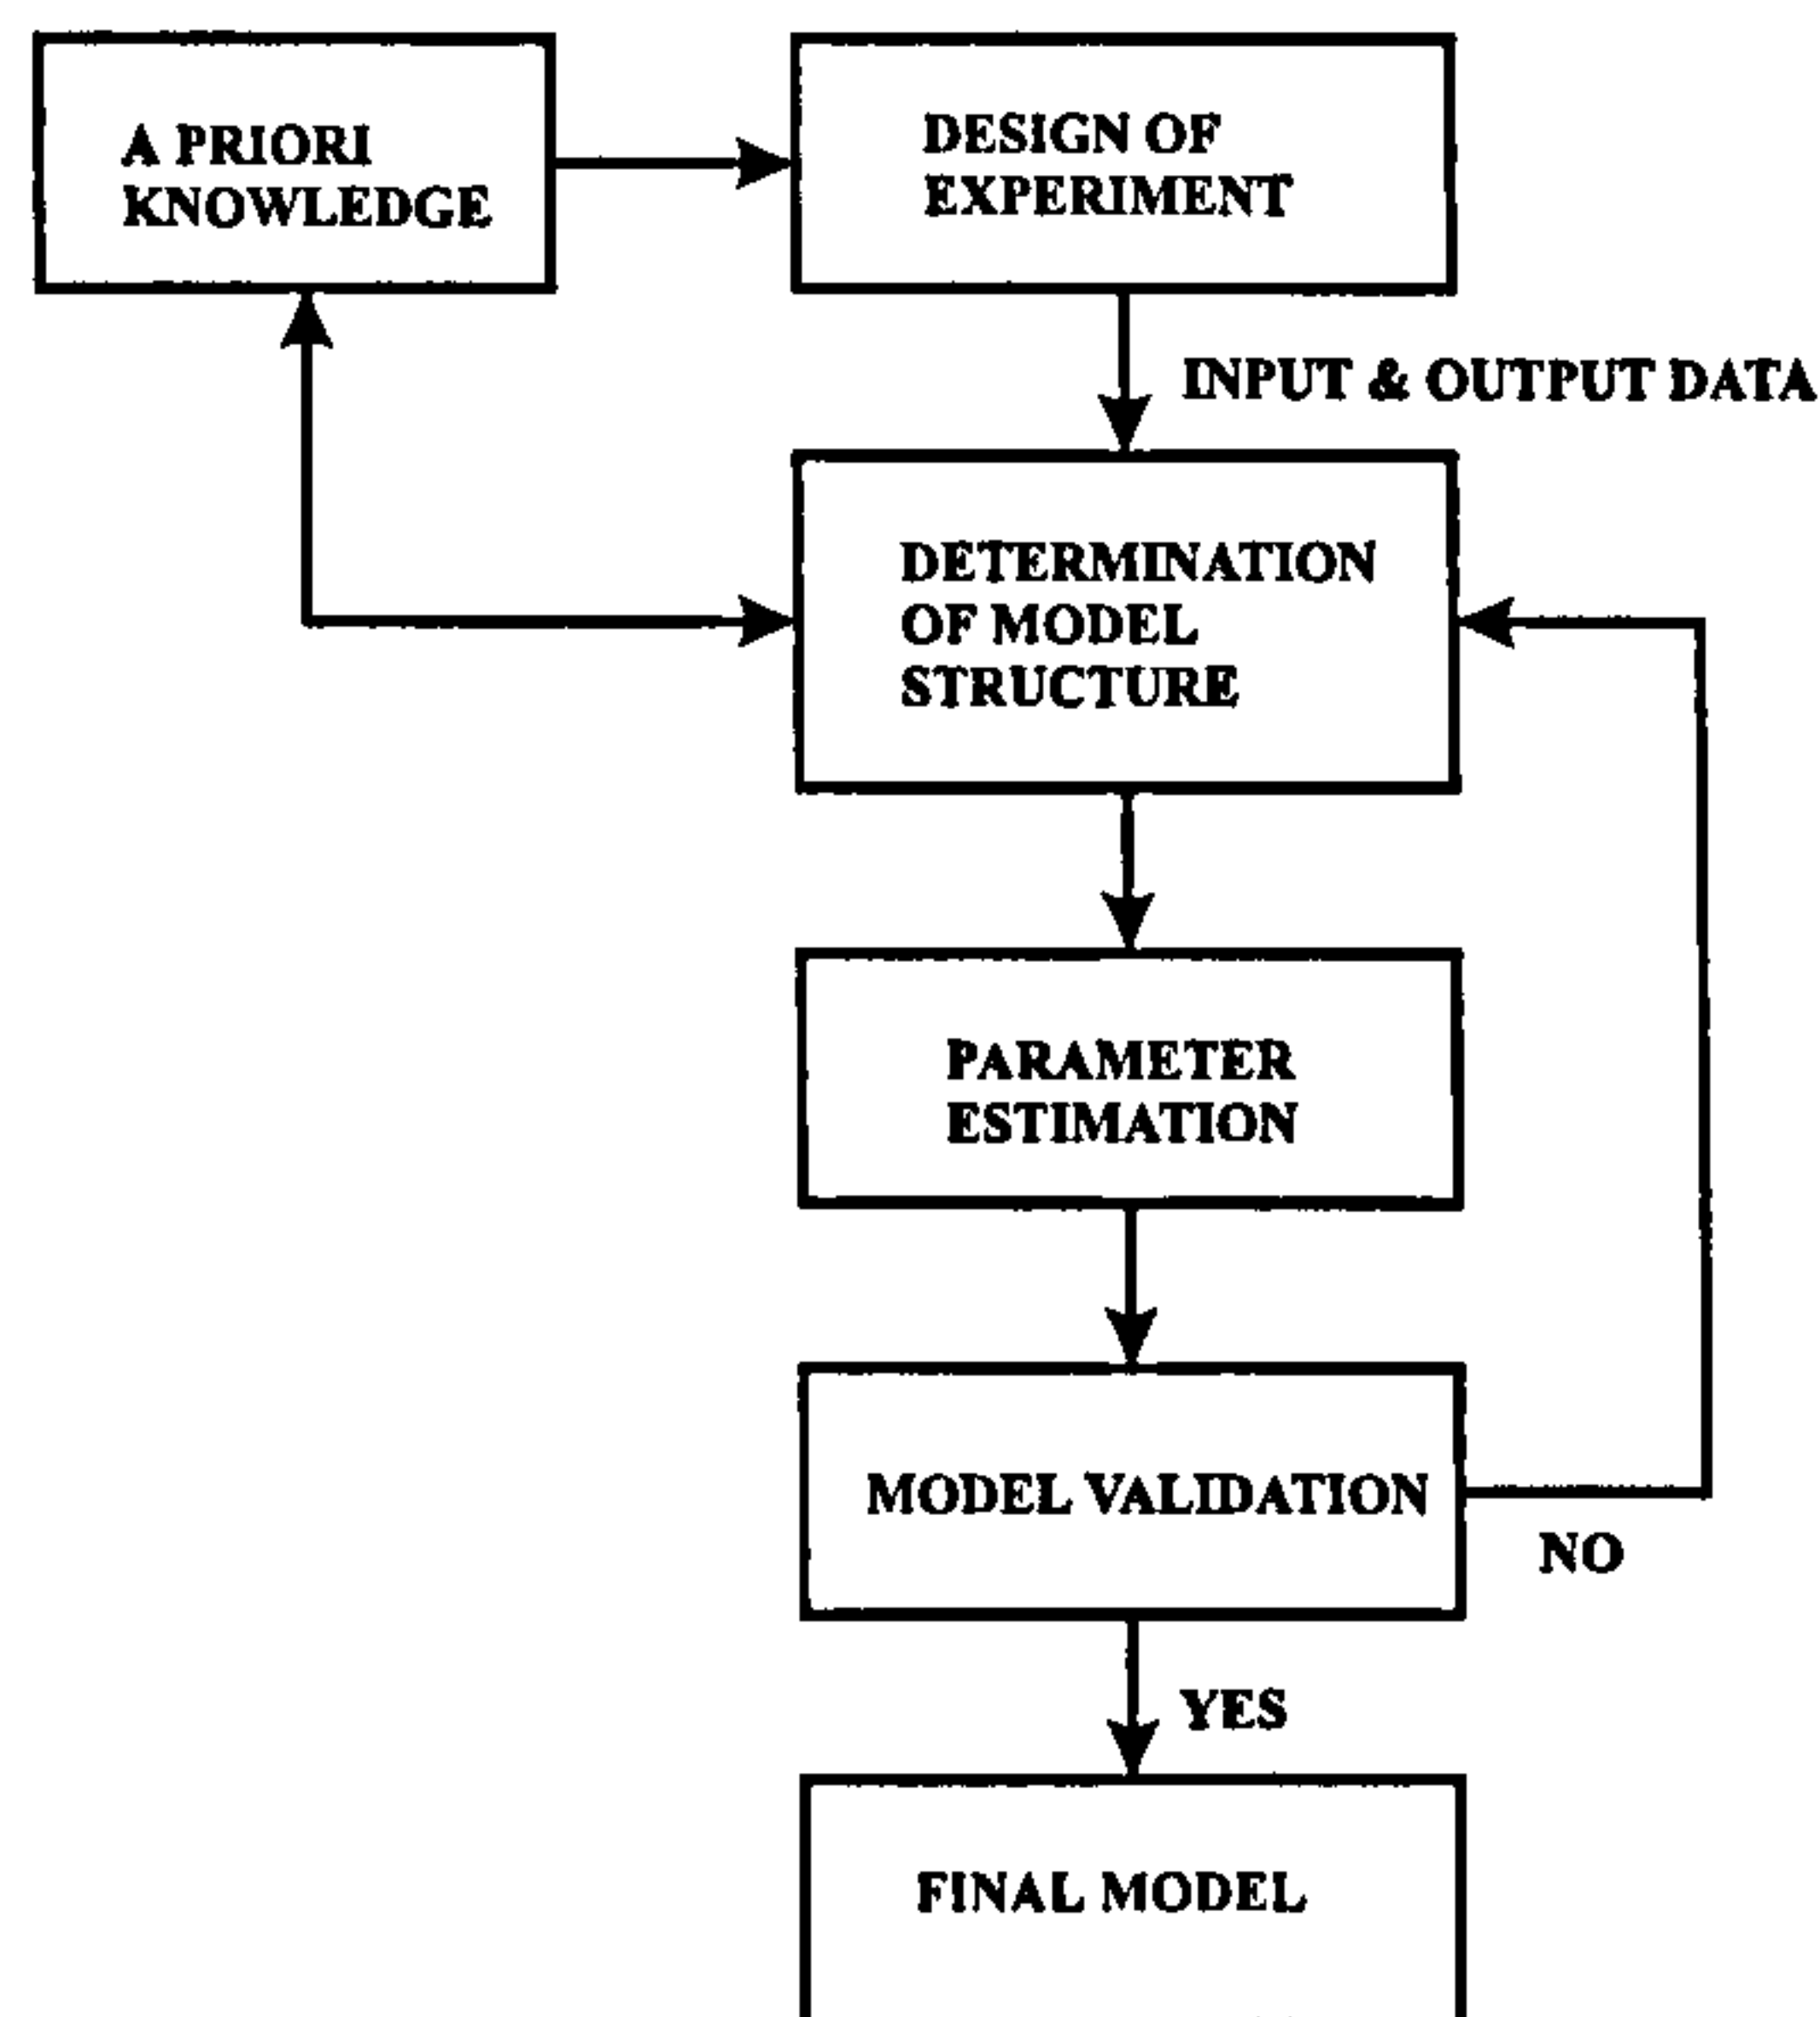 A PRIORI
KNOWLEDGE
DESIGN OF
EXPERIMENT
INPUT & OUTPUT DATA
DETERMINATION
OF MODEL
STRUCTURE
PARAMETER
ESTIMATION
MODEL VALIDATION
NO
YES
FINAL MODEL